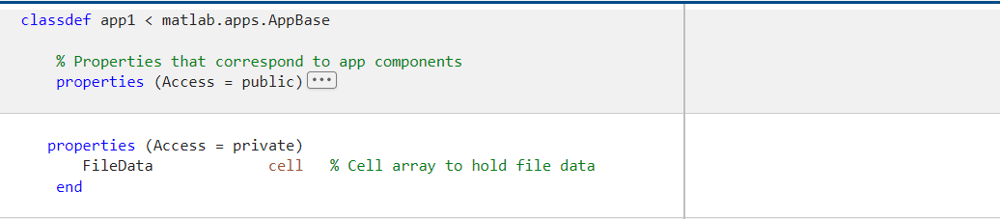 classdef app1 < matlab.apps.AppBase
% Properties that correspond to app components
properties (Access = public) •••
properties (Access = private)
FileData cell % Cell array to hold file data
end